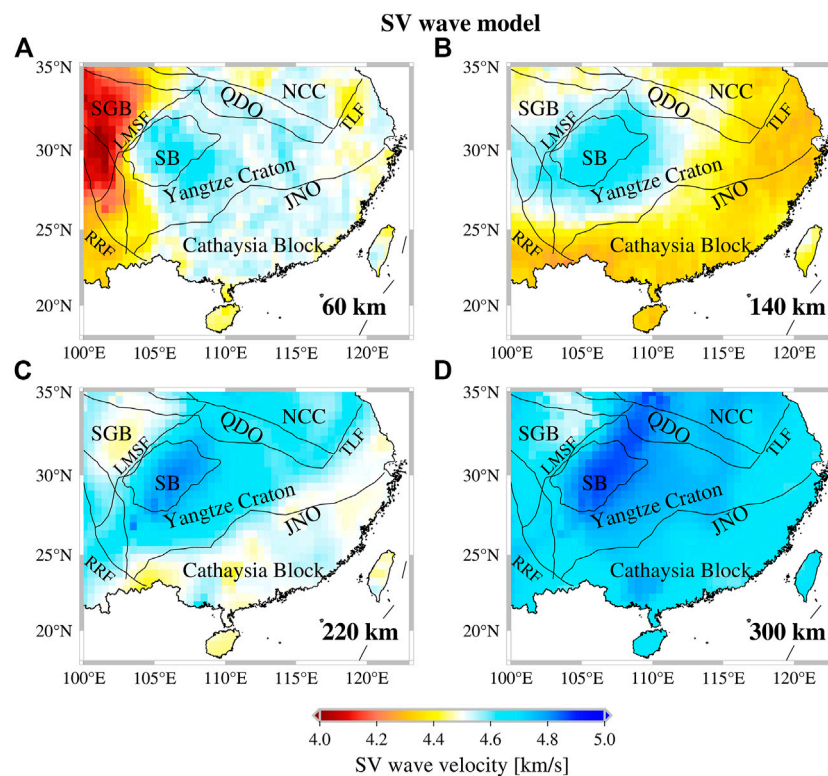 SV wave model
A
35°N
30°N
25°N
20°N
100°E
105°E
110°E
115°E
120°E
SGB
LMSF
QDO
NCC
TLF
SB
Yangtze Craton
JNO
RRF
Cathaysia Block
60 km
B
35°N
30°N
25°N
20°N
100°E
105°E
110°E
115°E
120°E
SGB
LMSF
QDO
NCC
TLF
SB
Yangtze Craton
JNO
RRF
Cathaysia Block
140 km
C
35°N
30°N
25°N
20°N
100°E
105°E
110°E
115°E
120°E
SGB
LMSF
QDO
NCC
TLF
SB
Yangtze Craton
JNO
RRF
Cathaysia Block
220 km
D
35°N
30°N
25°N
20°N
100°E
105°E
110°E
115°E
120°E
SGB
LMSF
QDO
NCC
TLF
SB
Yangtze Craton
JNO
RRF
Cathaysia Block
300 km
4.0 4.2 4.4 4.6 4.8 5.0
SV wave velocity [km/s]